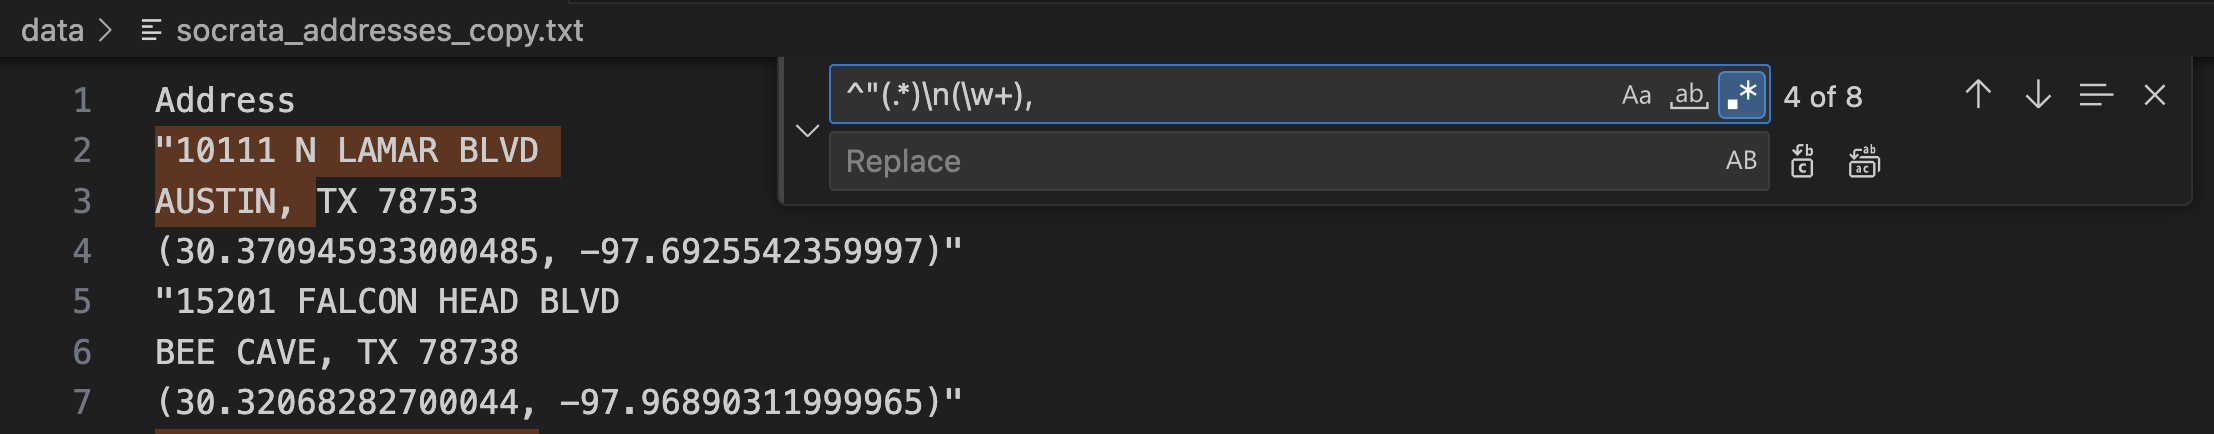 data > socrata_addresses_copy.txt
^"(.*)\n(\w+), Aa ab .* 4 of 8
Replace AB
1 Address
2 "10111 N LAMAR BLVD
3 AUSTIN, TX 78753
4 (30.370945933000485, -97.6925542359997)"
5 "15201 FALCON HEAD BLVD
6 BEE CAVE, TX 78738
7 (30.32068282700044, -97.96890311999965)"